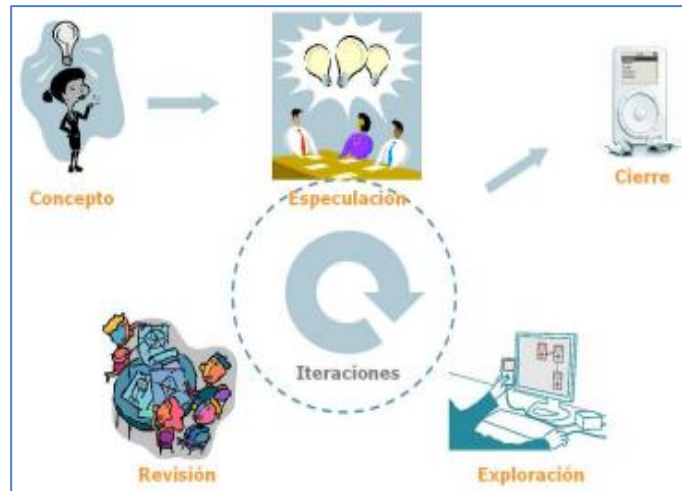 Concepto
Especulación
Cierre
Iteraciones
Revisión
Exploración